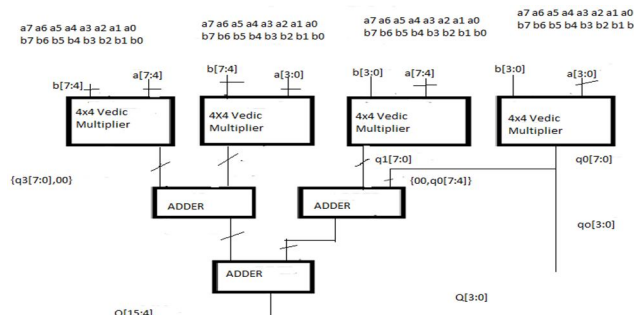 a7 a6 a5 a4 a3 a2 a1 a0
b7 b6 b5 b4 b3 b2 b1 b0
a7 a6 a5 a4 a3 a2 a1 a0
b7 b6 b5 b4 b3 b2 b1 b0
a7 a6 a5 a4 a3 a2 a1 a0
b7 b6 b5 b4 b3 b2 b1 b0
a7 a6 a5 a4 a3 a2 a1 a0
b7 b6 b5 b4 b3 b2 b1 b
b[7:4]
a[7:4]
b[7:4]
a[3:0]
b[3:0]
a[7:4]
b[3:0]
a[3:0]
4x4 Vedic
Multiplier
4X4 Vedic
Multiplier
4x4 Vedic
Multiplier
4x4 Vedic
Multiplier
q1[7:0]
q0[7:0]
{q3[7:0],00}
{00,q0[7:4]}
ADDER
ADDER
qo[3:0]
ADDER
Q[3:0]
Q[15:4]